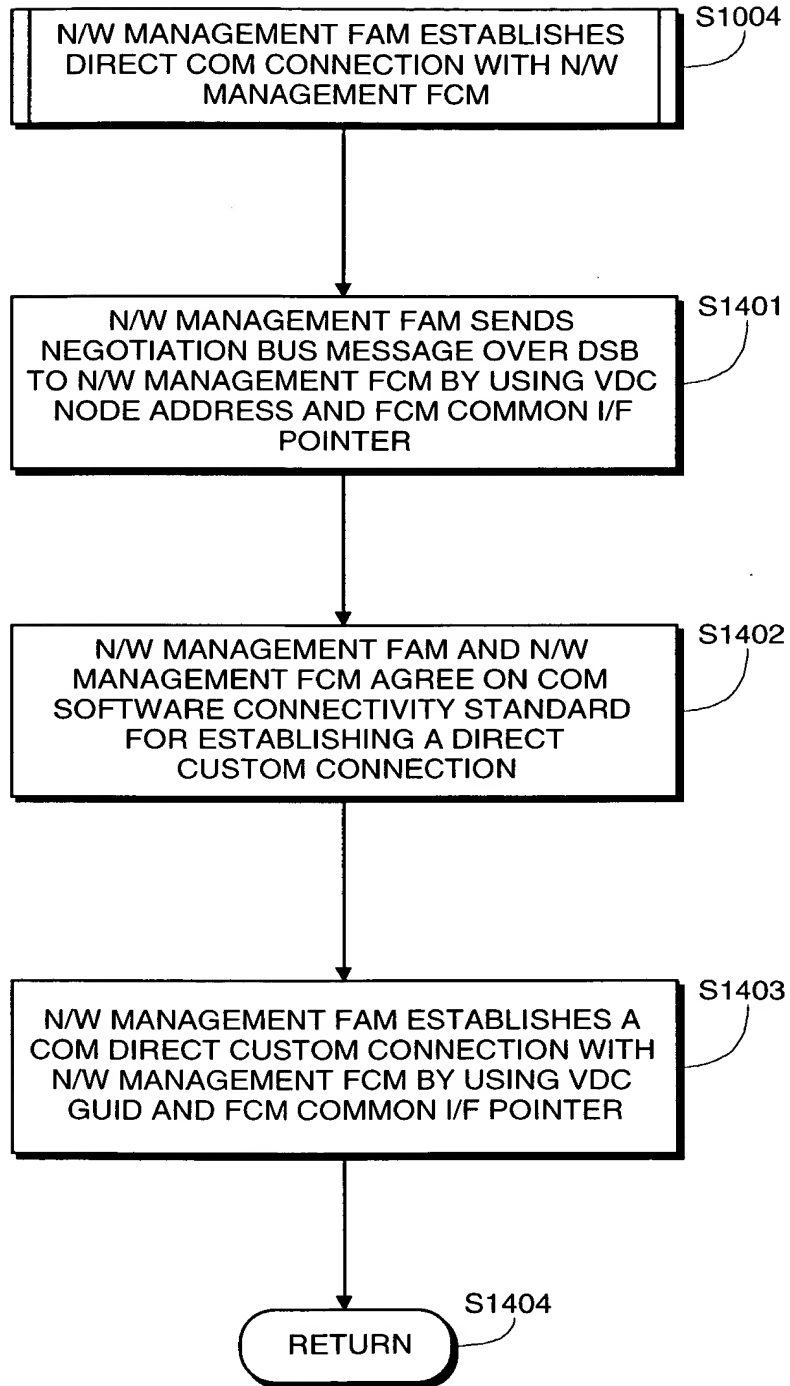 N/W MANAGEMENT FAM ESTABLISHES
DIRECT COM CONNECTION WITH N/W
MANAGEMENT FCM
S1004
N/W MANAGEMENT FAM SENDS
NEGOTIATION BUS MESSAGE OVER DSB
TO N/W MANAGEMENT FCM BY USING VDC
NODE ADDRESS AND FCM COMMON I/F
POINTER
S1401
N/W MANAGEMENT FAM AND N/W
MANAGEMENT FCM AGREE ON COM
SOFTWARE CONNECTIVITY STANDARD
FOR ESTABLISHING A DIRECT
CUSTOM CONNECTION
S1402
N/W MANAGEMENT FAM ESTABLISHES A
COM DIRECT CUSTOM CONNECTION WITH
N/W MANAGEMENT FCM BY USING VDC
GUID AND FCM COMMON I/F POINTER
S1403
RETURN
S1404